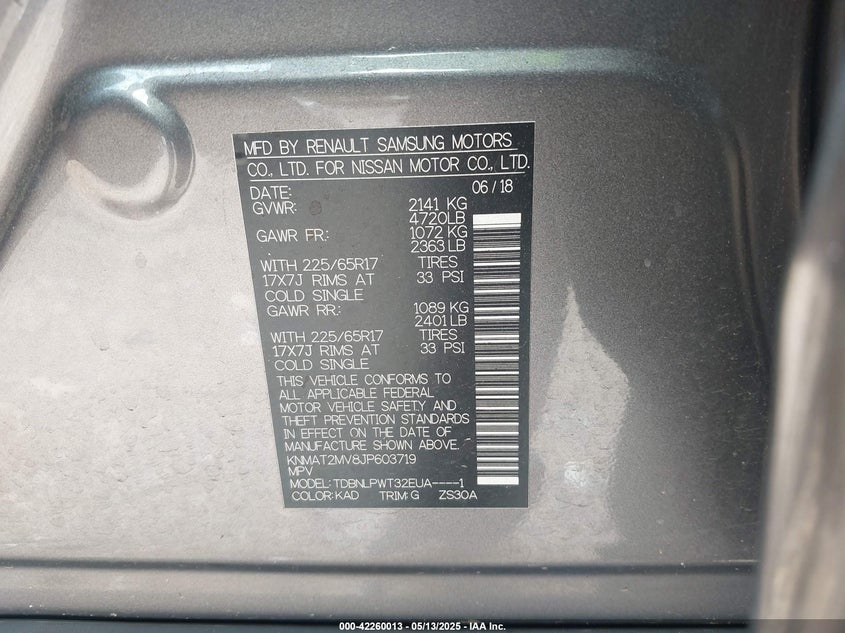 MFD BY RENAULT SAMSUNG MOTORS
CO., LTD. FOR NISSAN MOTOR CO., LTD.
DATE: 06/18
GVWR: 2141 KG
4720LB
GAWR FR: 1072 KG
2363 LB
WITH 225/65R17 TIRES
17X7J RIMS AT 33 PSI
COLD SINGLE
GAWR RR: 1089 KG
2401 LB
WITH 225/65R17 TIRES
17X7J RIMS AT 33 PSI
COLD SINGLE
THIS VEHICLE CONFORMS TO
ALL APPLICABLE FEDERAL
MOTOR VEHICLE SAFETY AND
THEFT PREVENTION STANDARDS
IN EFFECT ON THE DATE OF
MANUFACTURE SHOWN ABOVE.
KNMAT2MV8JP603719
MPV
MODEL: TDBNLPWT32EUA----1
COLOR: KAD TRIM: G ZS30A
000-42260013 - 05/13/2025 - IAA Inc.